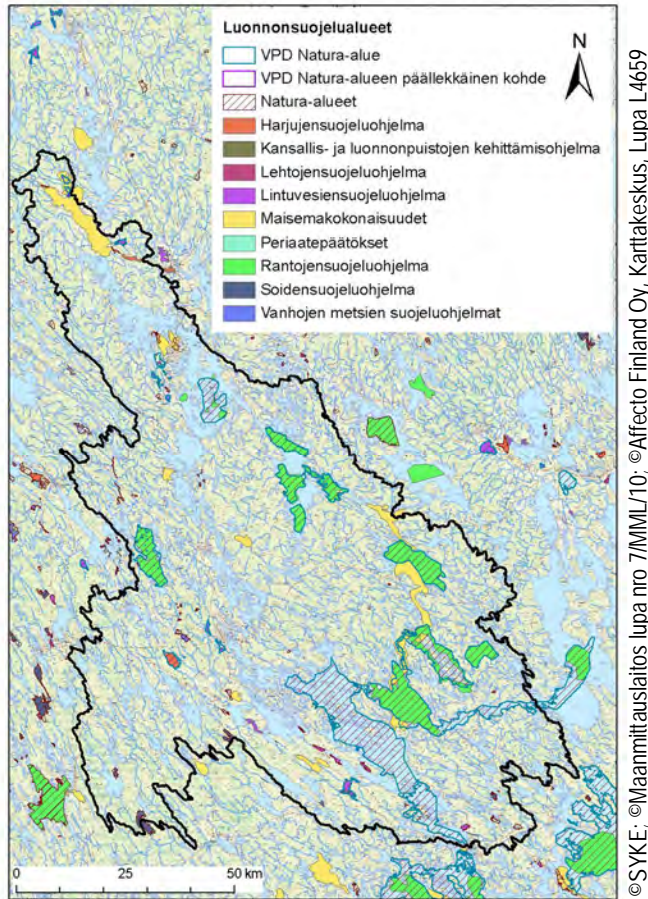 Luonnonsuojelualueet
VPD Natura-alue
VPD Natura-alueen päällekkäinen kohde
Natura-alueet
Harjujensuojeluohjelma
Kansallis- ja luonnonpuistojen kehittämisohjelma
Lehtojensuojeluohjelma
Lintuvesiensuojeluohjelma
Maisemakokonaisuudet
Periaatepäätökset
Rantojensuojeluohjelma
Soidensuojeluohjelma
Vanhojen metsien suojeluohjelmat
N
0 25 50 km
©SYKE; ©Maanmittauslaitos lupa nro 7/MML/10; ©Affecto Finland Oy, Karttakeskus, Lupa L4659